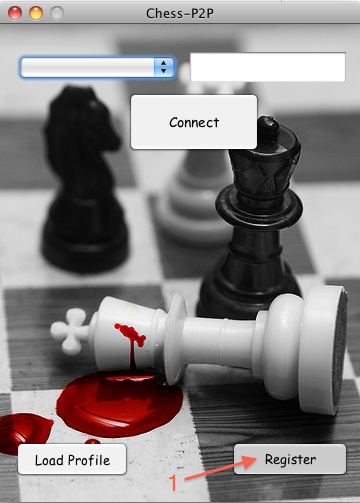 Chess-P2P
Connect
Load Profile
Register
1